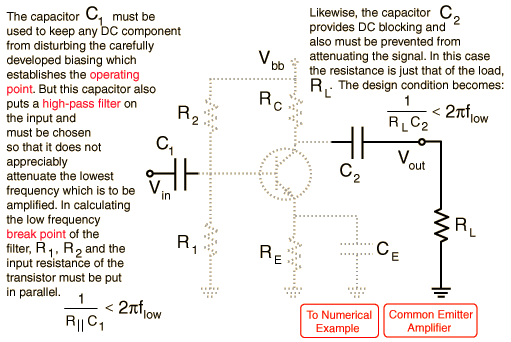 The capacitor C1 must be
used to keep any DC component
from disturbing the carefully
developed biasing which
establishes the operating
point. But this capacitor also
puts a high-pass filter on
the input and
must be chosen
so that it does not
appreciably
attenuate the lowest
frequency which is to be
amplified. In calculating
the low frequency
break point of the
filter, R1, R2 and the
input resistance of the
transistor must be put
in parallel.
1
R|| C1
< 2πflow
Likewise, the capacitor C2
provides DC blocking and
also must be prevented from
attenuating the signal. In this case
the resistance is just that of the load,
RL. The design condition becomes:
1
RL C2
< 2πflow
Vbb
R2
RC
C1
Vin
C2
Vout
R1
RE
CE
RL
To Numerical
Example
Common Emitter
Amplifier